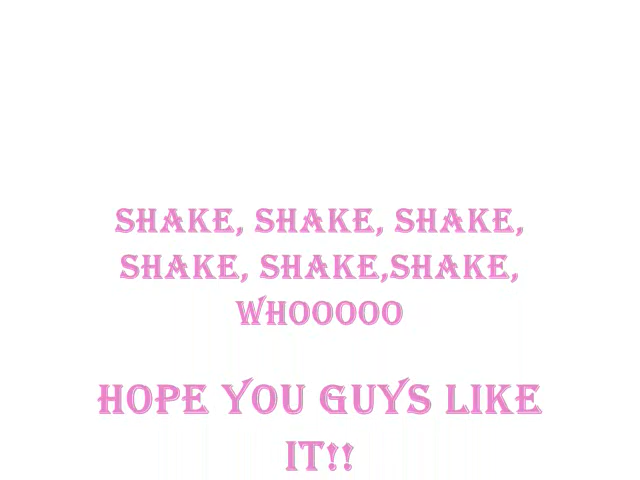 SHAKE, SHAKE, SHAKE,
SHAKE, SHAKE,SHAKE,
WHOOOOO
HOPE YOU GUYS LIKE
IT!!